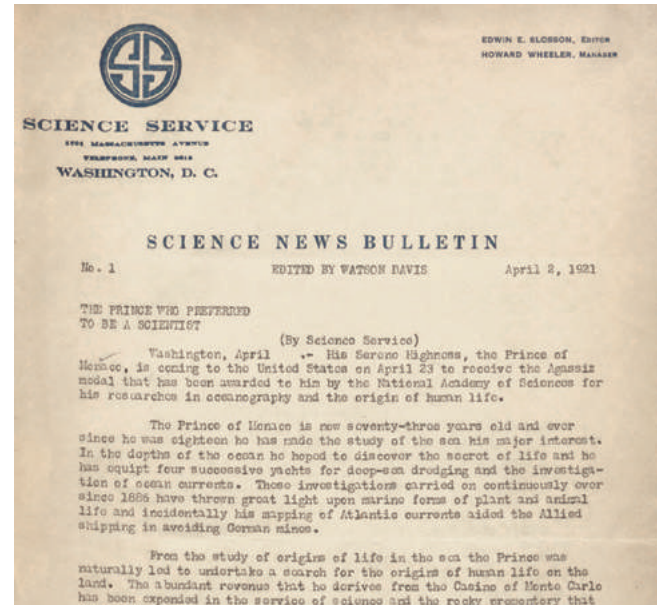 EDWIN E. SLOSSON, EDITOR
HOWARD WHEELER, MANAGER
SS
SCIENCE SERVICE
MASSACHUSETTS AVENUE
TELEPHONE, MAIN
WASHINGTON, D. C.
SCIENCE NEWS BULLETIN
No. 1 EDITED BY WATSON DAVIS April 2, 1921
THE PRINCE WHO PREFERRED
TO BE A SCIENTIST
(By Science Service)
Washington, April .- His Serene Highness, the Prince of
Monaco, is coming to the United States on April 23 to receive the Agassiz
medal that has been awarded to him by the National Academy of Sciences for
his researches in oceanography and the origin of human life.
The Prince of Monaco is now seventy-three years old and ever
since he was eighteen he has made the study of the sea his major interest.
In the depths of the ocean he hoped to discover the secret of life and he
has equipt four successive yachts for deep-sea dredging and the investiga-
tion of ocean currents. These investigations carried on continuously ever
since 1886 have thrown great light upon marine forms of plant and animal
life and incidentally his mapping of Atlantic currents aided the Allied
shipping in avoiding German mines.
From the study of origins of life in the sea the Prince was
naturally led to undertake a search for the origins of human life on the
land. The abundant revenue that he derives from the Casino of Monte Carlo
has been expended in the service of science and the rocky promontory that